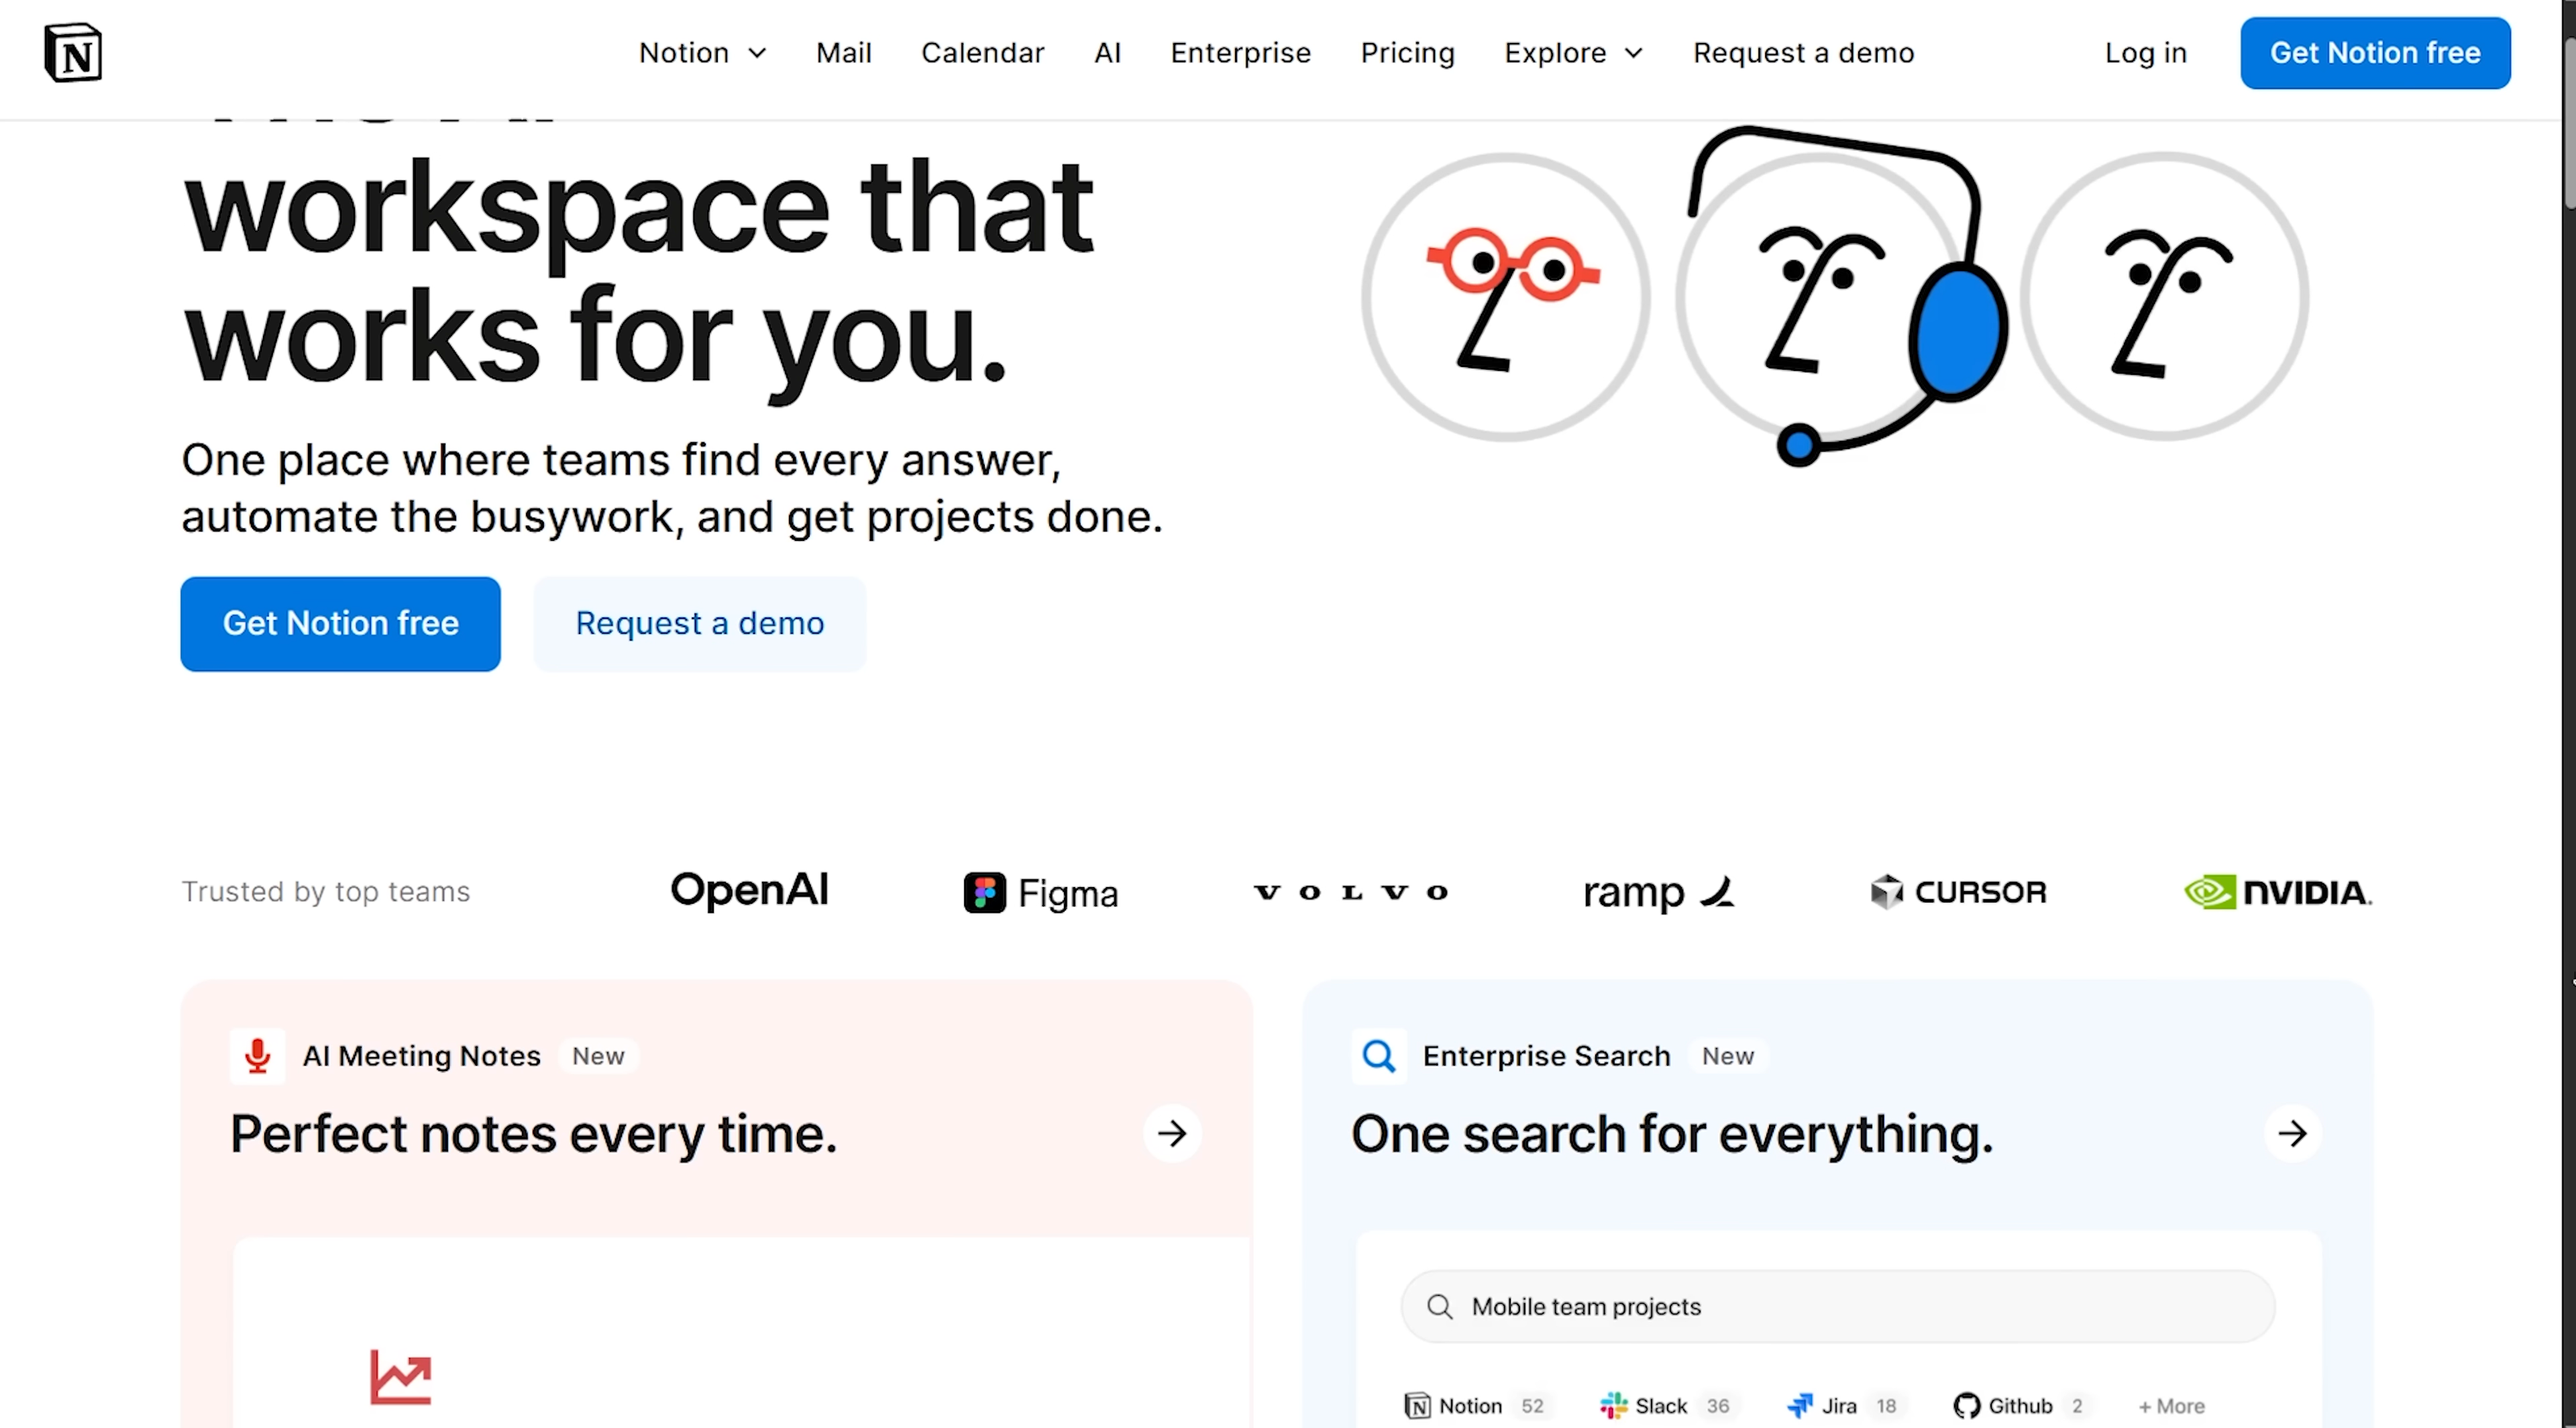 N Notion Mail Calendar AI Enterprise Pricing Explore Request a demo Log in Get Notion free
workspace that
works for you.
One place where teams find every answer,
automate the busywork, and get projects done.
Get Notion free Request a demo
Trusted by top teams OpenAI Figma VOLVO ramp CURSOR NVIDIA.
AI Meeting Notes New
Perfect notes every time.
Enterprise Search New
One search for everything.
Mobile team projects
N Notion 52 Slack 36 Jira 18 Github 2 + More